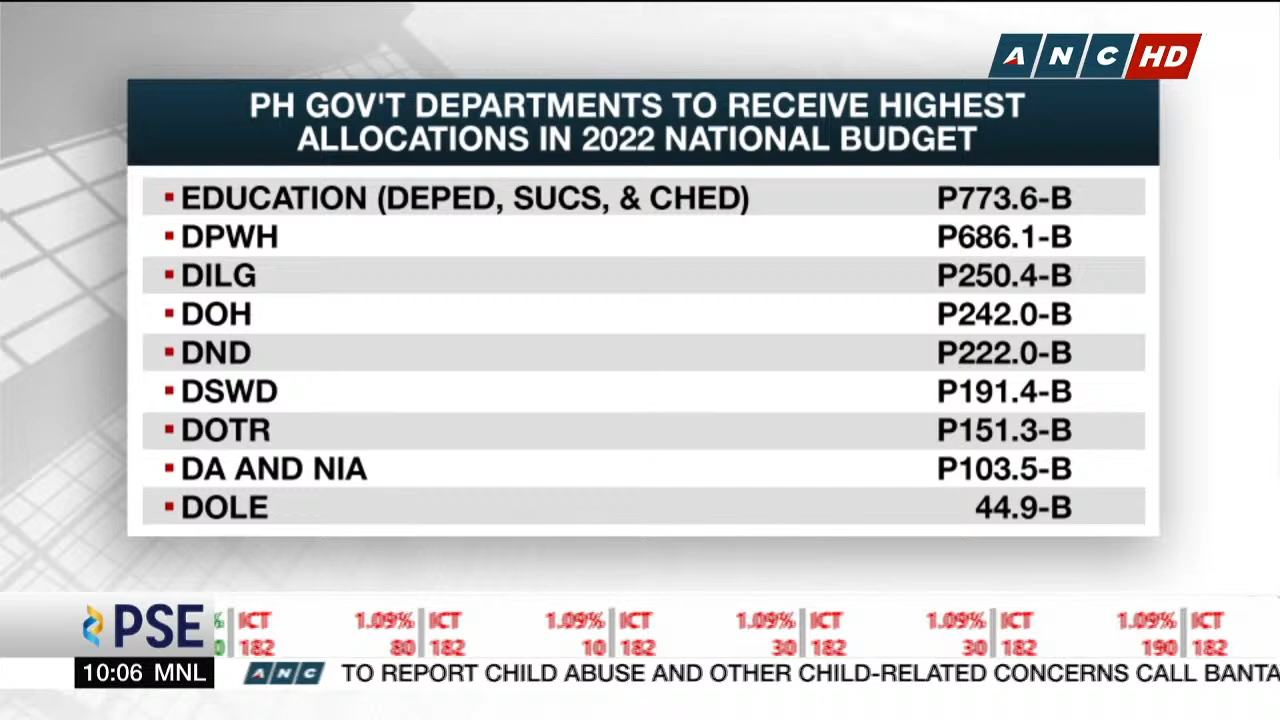 ANC HD
PH GOV'T DEPARTMENTS TO RECEIVE HIGHEST
ALLOCATIONS IN 2022 NATIONAL BUDGET
▪ EDUCATION (DEPED, SUCS, & CHED) P773.6-B
▪ DPWH P686.1-B
▪ DILG P250.4-B
▪ DOH P242.0-B
▪ DND P222.0-B
▪ DSWD P191.4-B
▪ DOTR P151.3-B
▪ DA AND NIA P103.5-B
▪ DOLE 44.9-B
PSE
% ICT 1.09% ICT 1.09% ICT 1.09% ICT 1.09% ICT 1.09% ICT
0 182 80 182 10 182 30 182 30 182 190 182
10:06 MNL ANC TO REPORT CHILD ABUSE AND OTHER CHILD-RELATED CONCERNS CALL BANTA